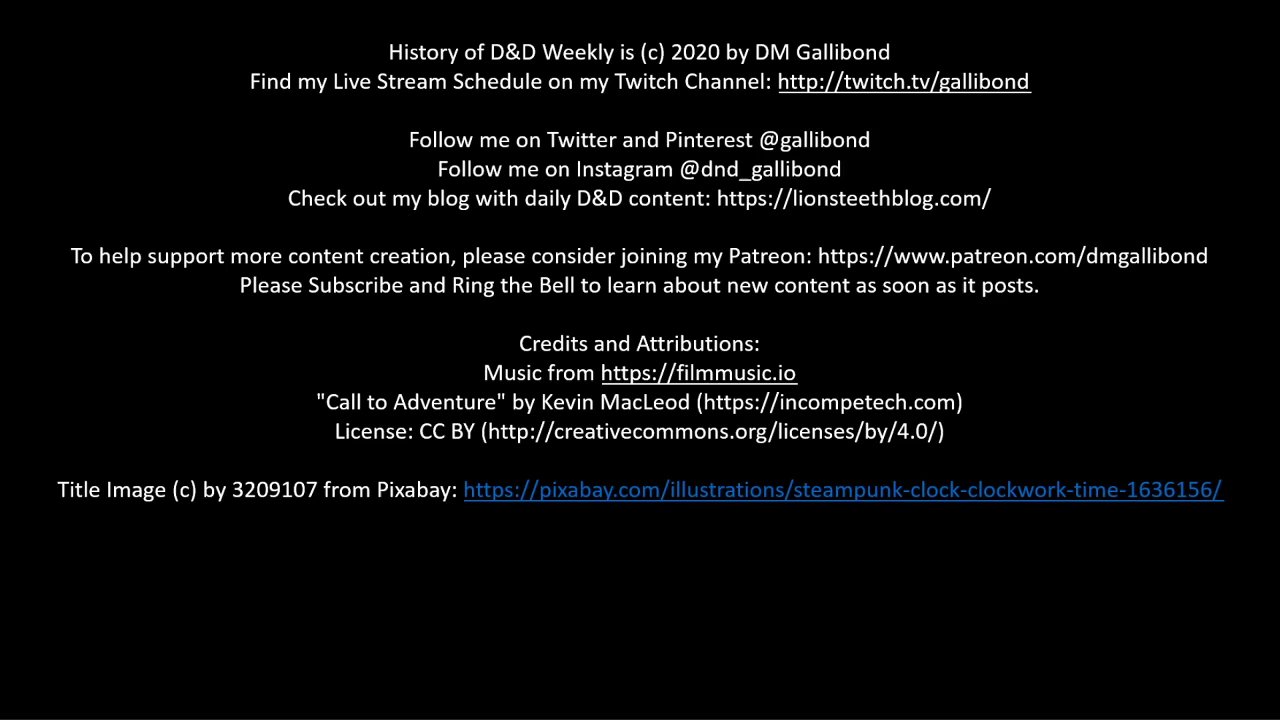 History of D&D Weekly is (c) 2020 by DM Gallibond
Find my Live Stream Schedule on my Twitch Channel: http://twitch.tv/gallibond
Follow me on Twitter and Pinterest @gallibond
Follow me on Instagram @dnd_gallibond
Check out my blog with daily D&D content: https://lionsteethblog.com/
To help support more content creation, please consider joining my Patreon: https://www.patreon.com/dmgallibond
Please Subscribe and Ring the Bell to learn about new content as soon as it posts.
Credits and Attributions:
Music from https://filmmusic.io
"Call to Adventure" by Kevin MacLeod (https://incompetech.com)
License: CC BY (http://creativecommons.org/licenses/by/4.0/)
Title Image (c) by 3209107 from Pixabay: https://pixabay.com/illustrations/steampunk-clock-clockwork-time-1636156/